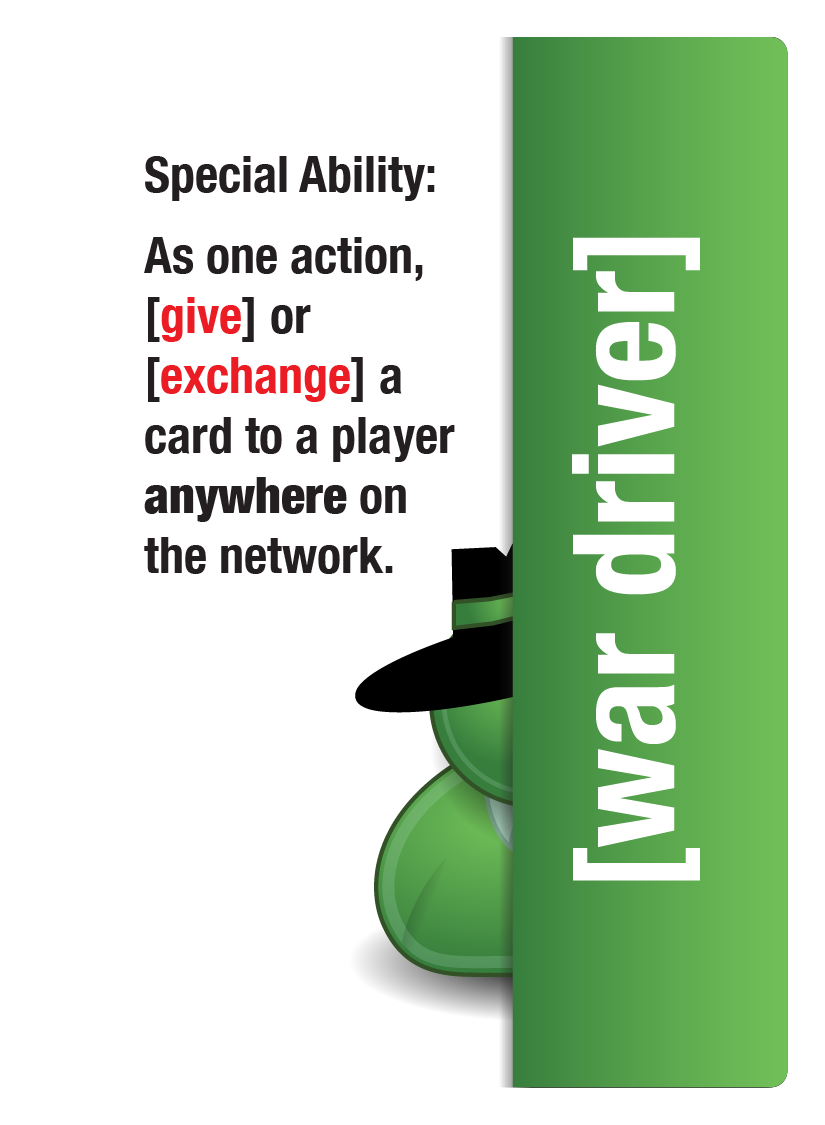 Special Ability:
As one action,
[give] or
[exchange] a
card to a player
anywhere on
the network.
[war driver]